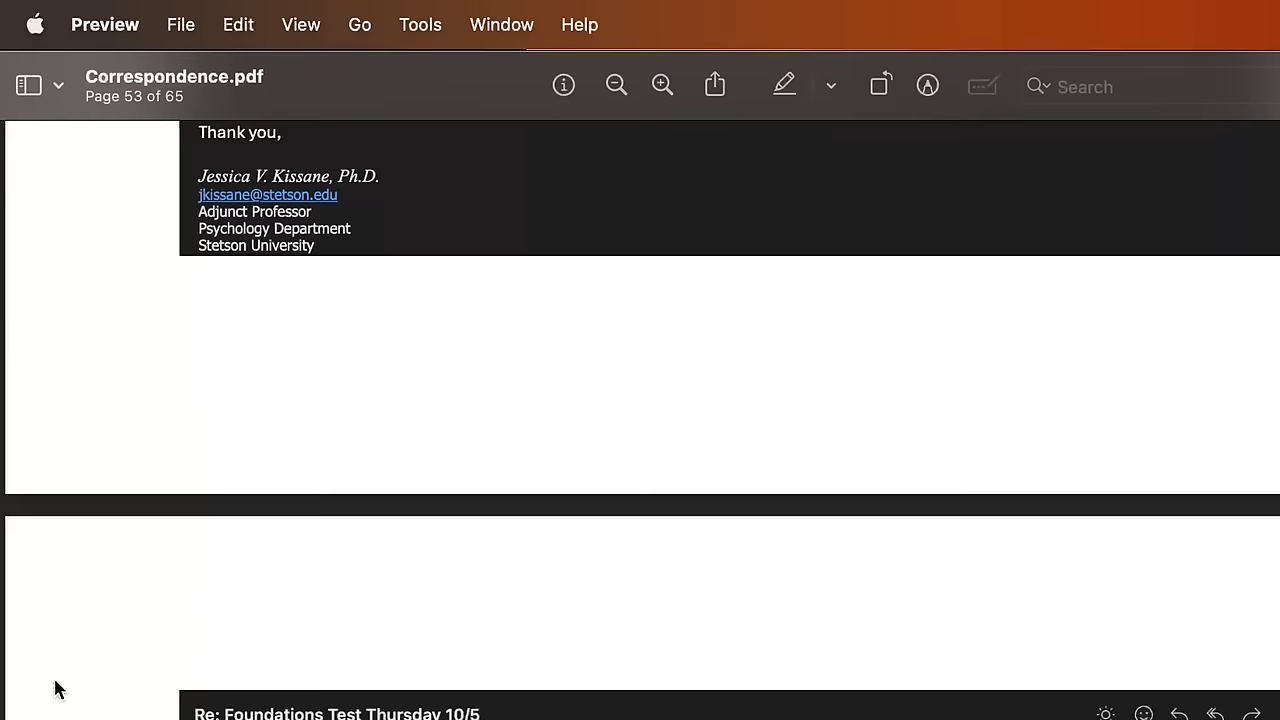 Preview File Edit View Go Tools Window Help
Correspondence.pdf
Page 53 of 65
Search
Thank you,
Jessica V. Kissane, Ph.D.
jkissane@stetson.edu
Adjunct Professor
Psychology Department
Stetson University
Re: Foundations Test Thursday 10/5